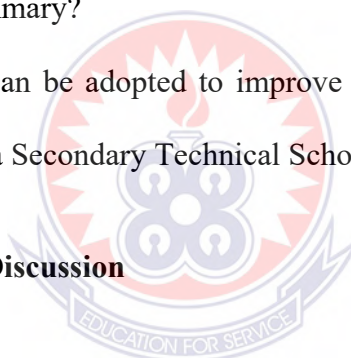 mary?
an be adopted to improve
Secondary Technical Scho
Discussion
EDUCATION FOR SERVICE